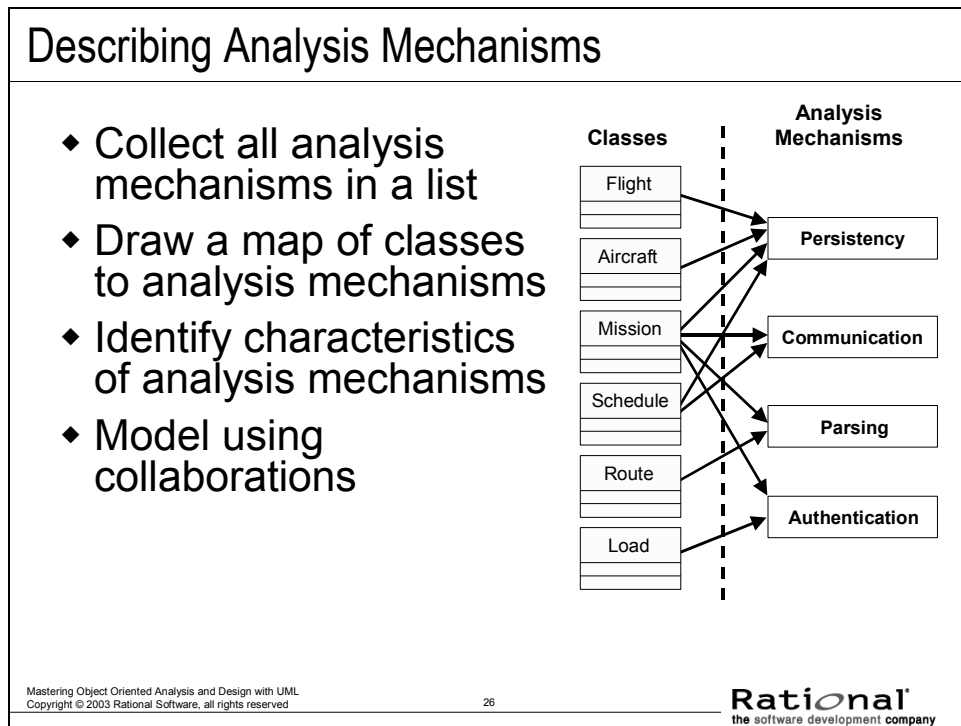 Describing Analysis Mechanisms
◆ Collect all analysis
mechanisms in a list
◆ Draw a map of classes
to analysis mechanisms
◆ Identify characteristics
of analysis mechanisms
◆ Model using
collaborations
Classes
Analysis
Mechanisms
Flight
Aircraft
Mission
Schedule
Route
Load
Persistency
Communication
Parsing
Authentication
Mastering Object Oriented Analysis and Design with UML
Copyright © 2003 Rational Software, all rights reserved
26
Rational
the software development company